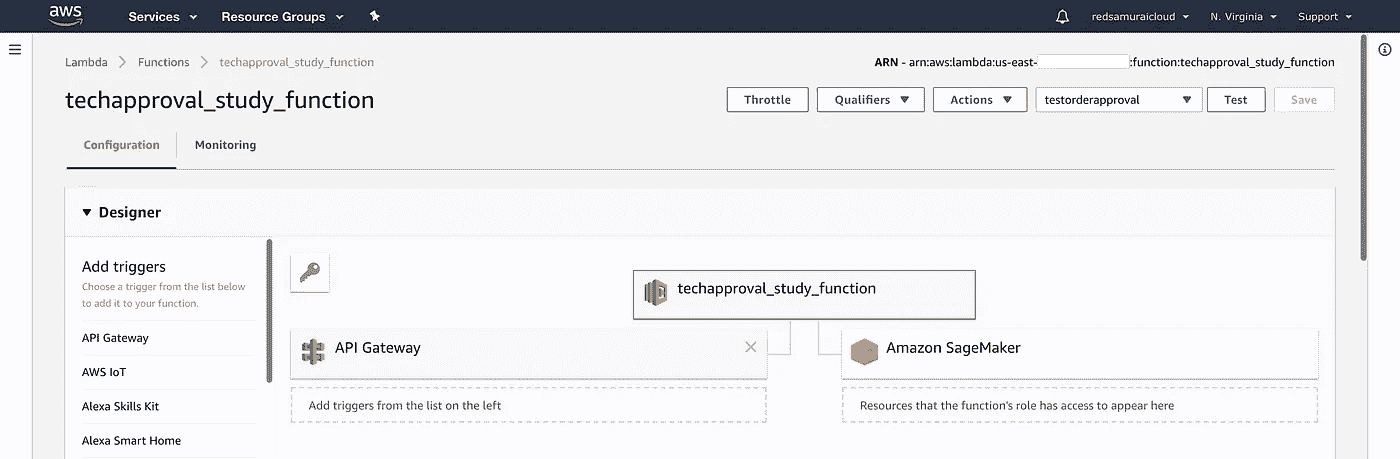 aws Services Resource Groups redsamuraicloud N. Virginia Support
Lambda Functions techapproval_study_function ARN - arn:aws:lambda:us-east- :function:techapproval_study_function
techapproval_study_function Throttle Qualifiers Actions testorderapproval Test Save
Configuration Monitoring
Designer
Add triggers
Choose a trigger from the list below
to add it to your function.
API Gateway
AWS IoT
Alexa Skills Kit
Alexa Smart Home
techapproval_study_function
API Gateway
Add triggers from the list on the left
Amazon SageMaker
Resources that the function's role has access to appear here